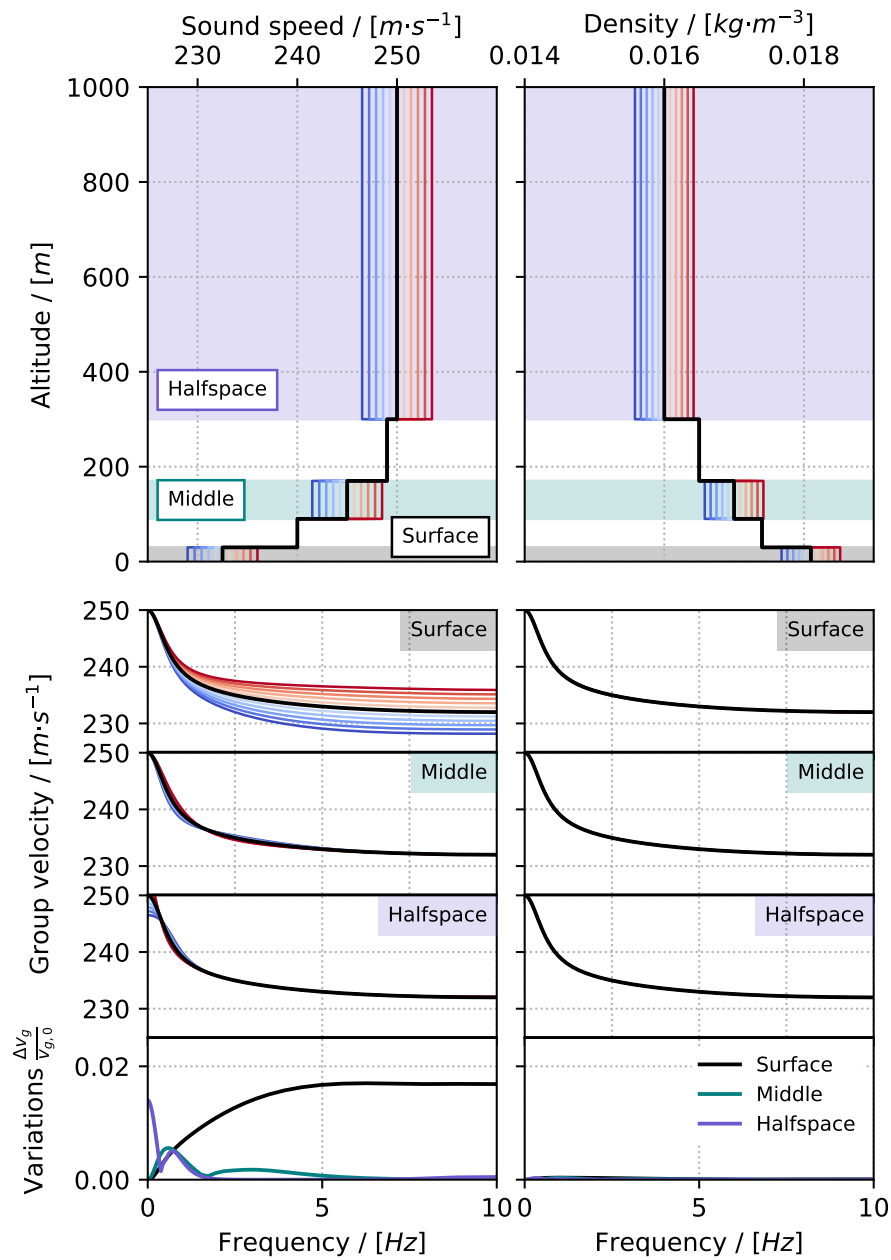 Sound speed / [m·s⁻¹]
230 240 250
Density / [kg·m⁻³]
0.014 0.016 0.018
Altitude / [m]
1000
800
600
400
200
0
Halfspace
Middle
Surface
Group velocity / [m·s⁻¹]
250
240
230
Surface
Surface
250
240
230
Middle
Middle
250
240
230
Halfspace
Halfspace
Variations Δv_g / v_g,0
0.02
0.00
Surface
Middle
Halfspace
0 5 10
0 5 10
Frequency / [Hz]
Frequency / [Hz]